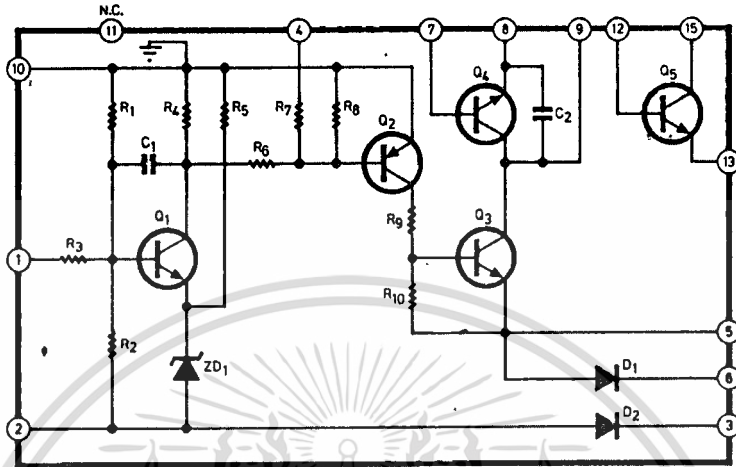 N.C.
11 4 7 8 9 12 15
10
R1 R4 R5 R7 R8 Q2 Q4 C2 Q5
C1 R6
13
Q1 R9 Q3
1 R3
R10
R2 ZD1 5
D1 6
2 D2 3